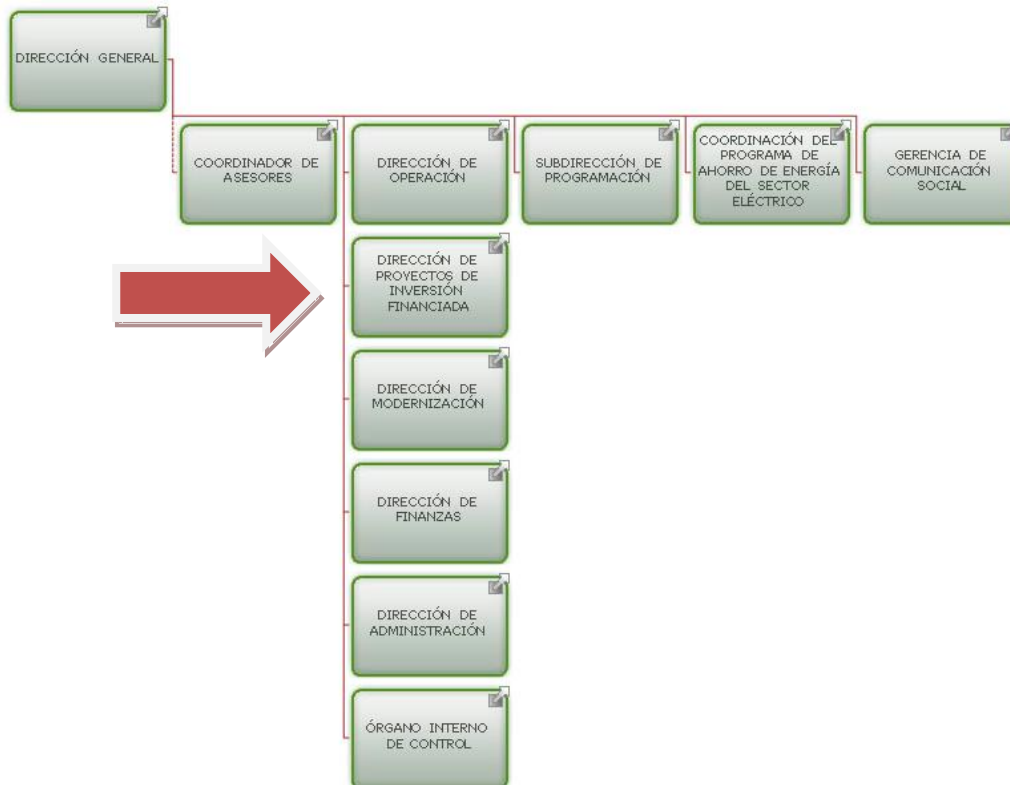 DIRECCIÓN GENERAL
COORDINADOR DE
ASESORES
DIRECCIÓN DE
OPERACIÓN
SUBDIRECCIÓN DE
PROGRAMACIÓN
COORDINACIÓN DEL
PROGRAMA DE
AHORRO DE ENERGÍA
DEL SECTOR
ELÉCTRICO
GERENCIA DE
COMUNICACIÓN
SOCIAL
DIRECCIÓN DE
PROYECTOS DE
INVERSIÓN
FINANCIADA
DIRECCIÓN DE
MODERNIZACIÓN
DIRECCIÓN DE
FINANZAS
DIRECCIÓN DE
ADMINISTRACIÓN
ÓRGANO INTERNO
DE CONTROL